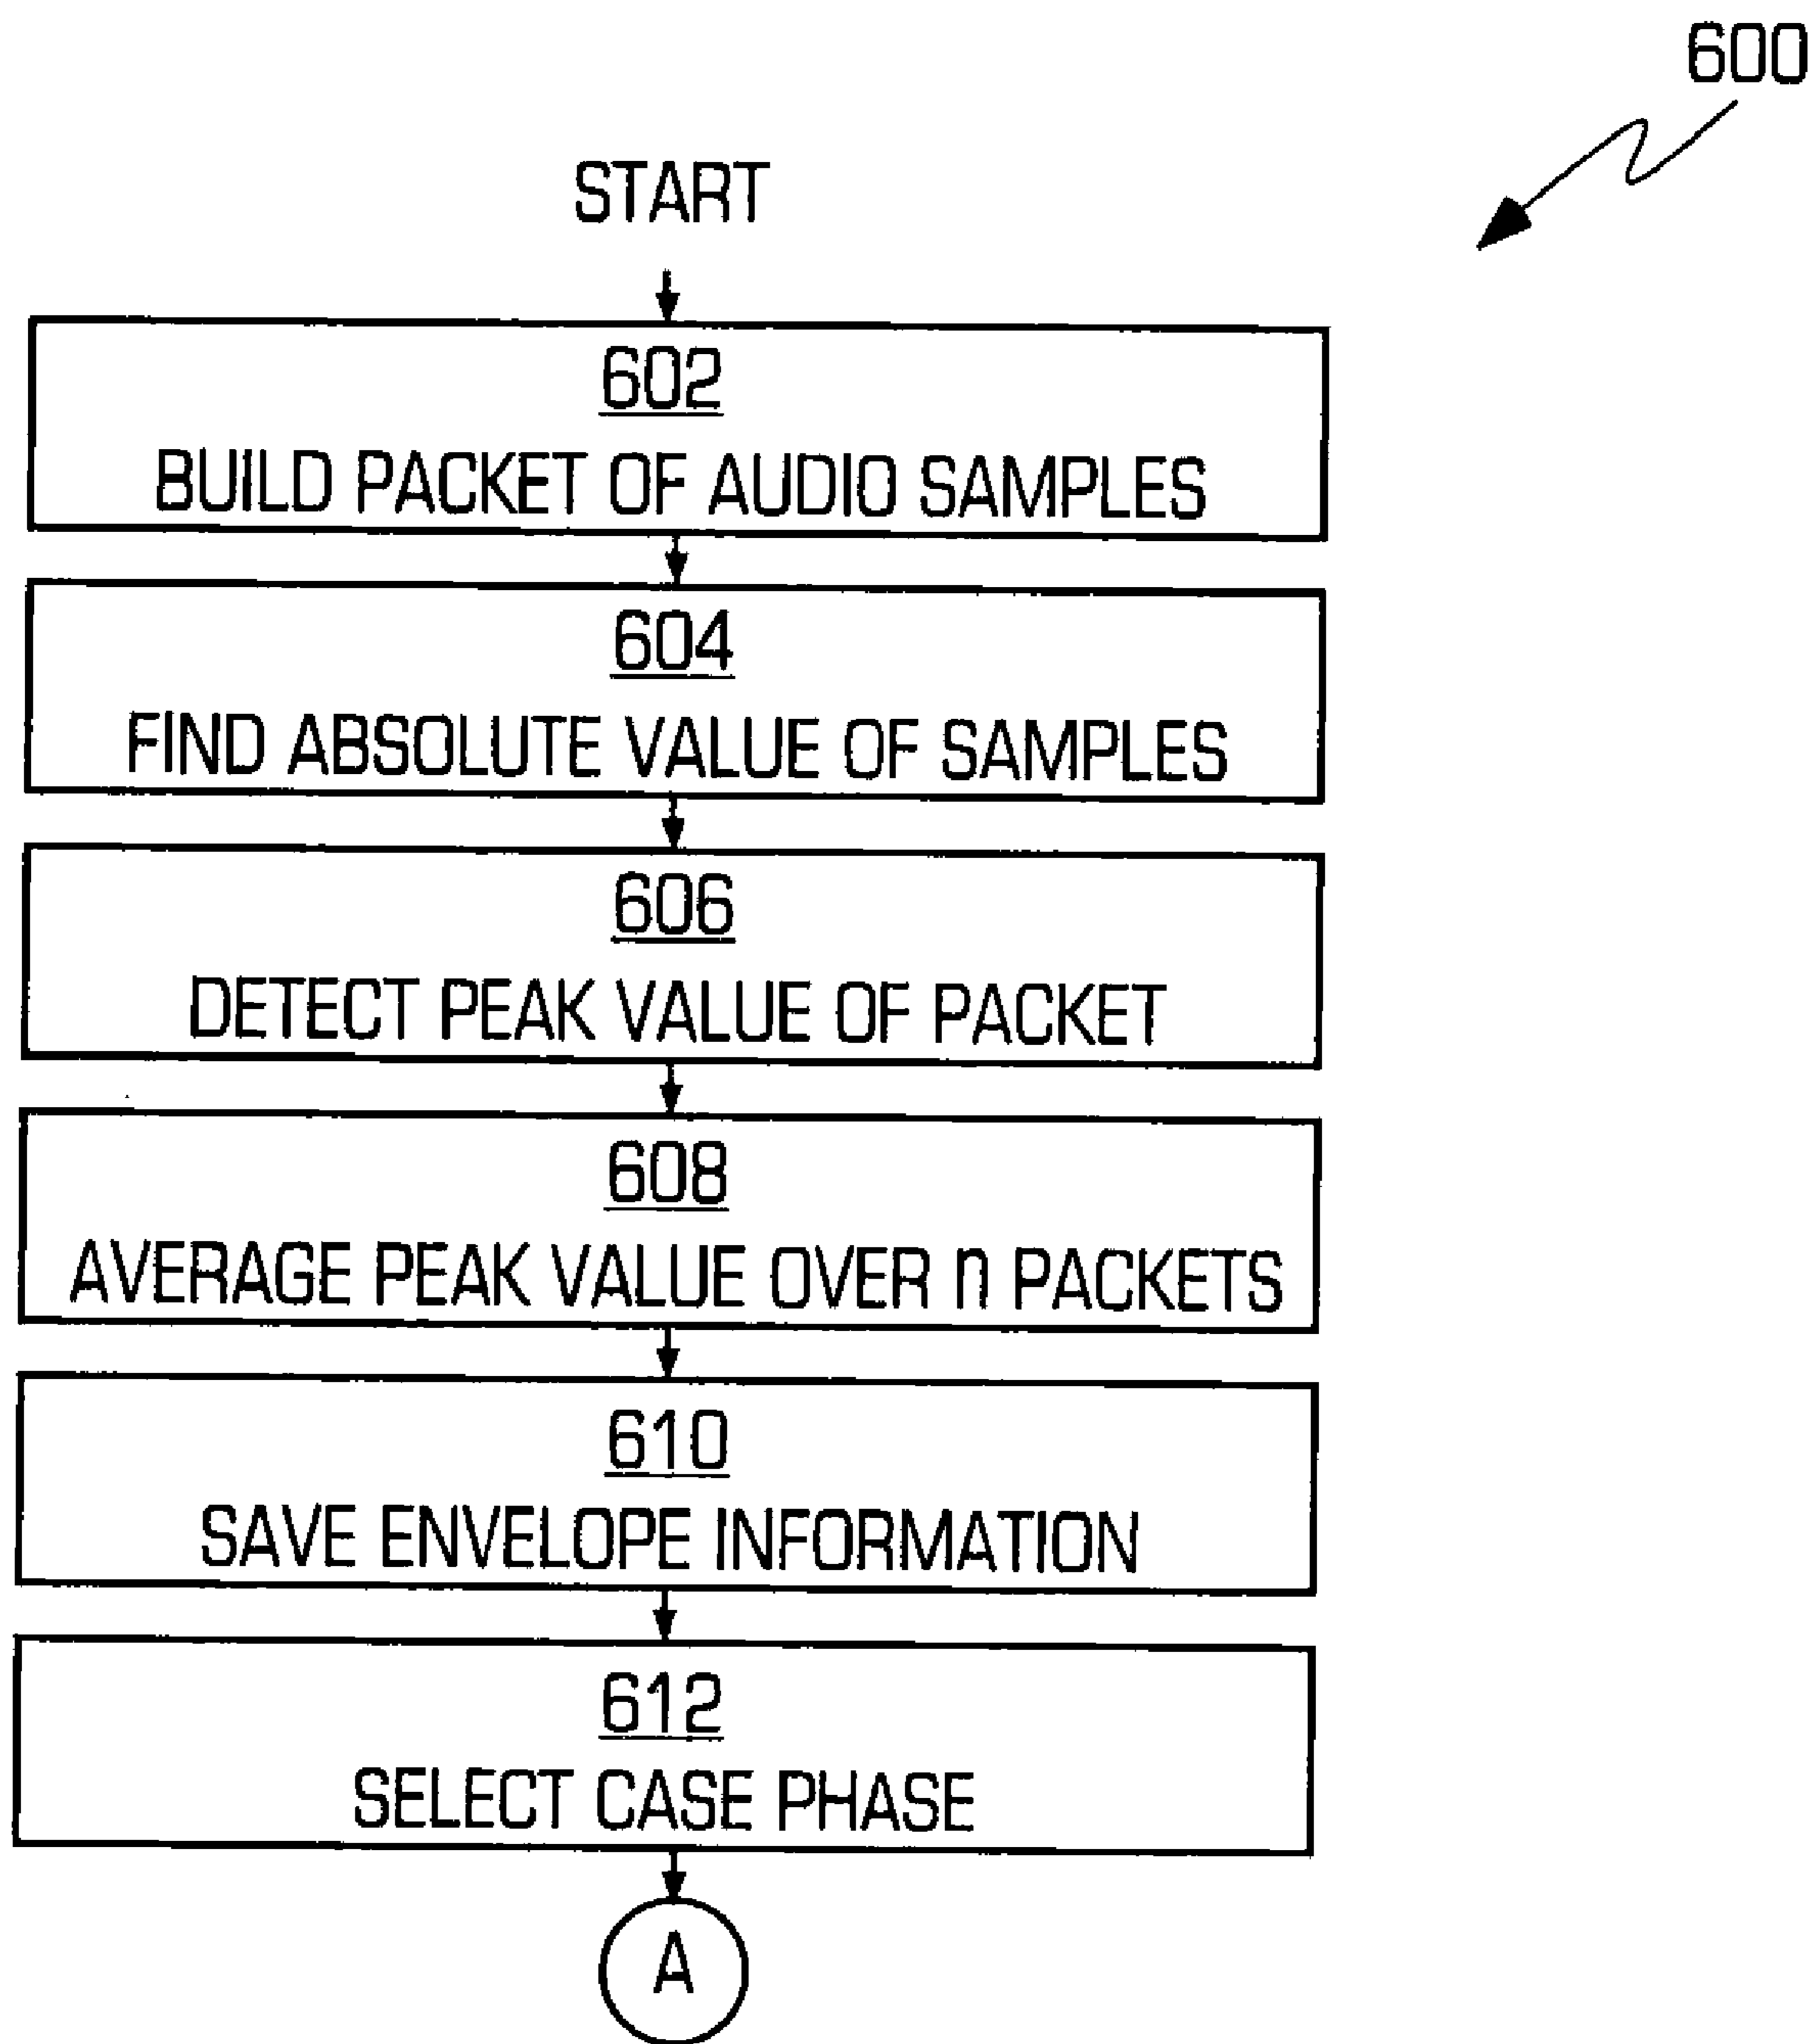 600
START
602
BUILD PACKET OF AUDIO SAMPLES
604
FIND ABSOLUTE VALUE OF SAMPLES
606
DETECT PEAK VALUE OF PACKET
608
AVERAGE PEAK VALUE OVER n PACKETS
610
SAVE ENVELOPE INFORMATION
612
SELECT CASE PHASE
A